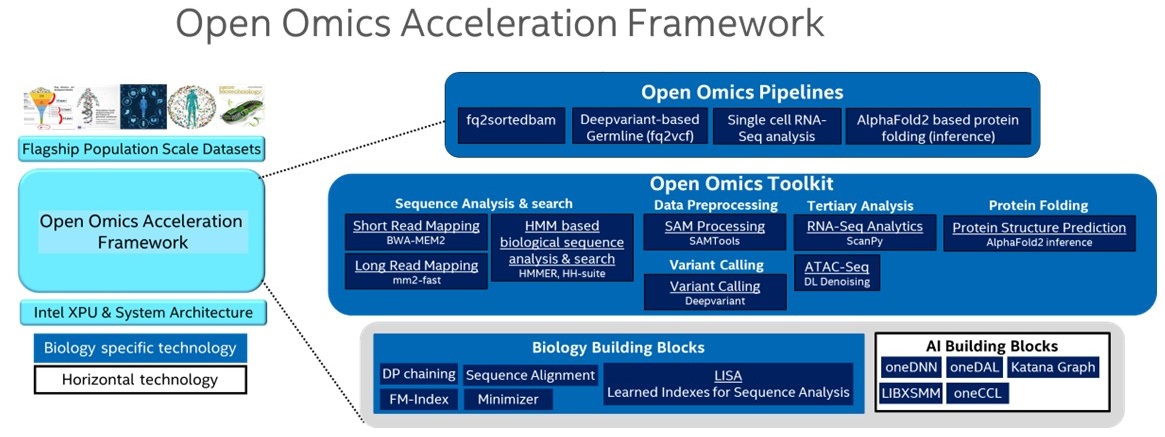 Open Omics Acceleration Framework
Flagship Population Scale Datasets
Open Omics Acceleration
Framework
Intel XPU & System Architecture
Biology specific technology
Horizontal technology
Open Omics Pipelines
fq2sortedbam
Deepvariant-based
Germline (fq2vcf)
Single cell RNA-
Seq analysis
AlphaFold2 based protein
folding (inference)
Open Omics Toolkit
Sequence Analysis & search
Short Read Mapping
BWA-MEM2
Long Read Mapping
mm2-fast
HMM based
biological sequence
analysis & search
HMMER, HH-suite
Data Preprocessing
SAM Processing
SAMTools
Variant Calling
Variant Calling
Deepvariant
Tertiary Analysis
RNA-Seq Analytics
ScanPy
ATAC-Seq
DL Denoising
Protein Folding
Protein Structure Prediction
AlphaFold2 inference
Biology Building Blocks
DP chaining
Sequence Alignment
FM-Index
Minimizer
LISA
Learned Indexes for Sequence Analysis
AI Building Blocks
oneDNN
oneDAL
Katana Graph
LIBXSMM
oneCCL